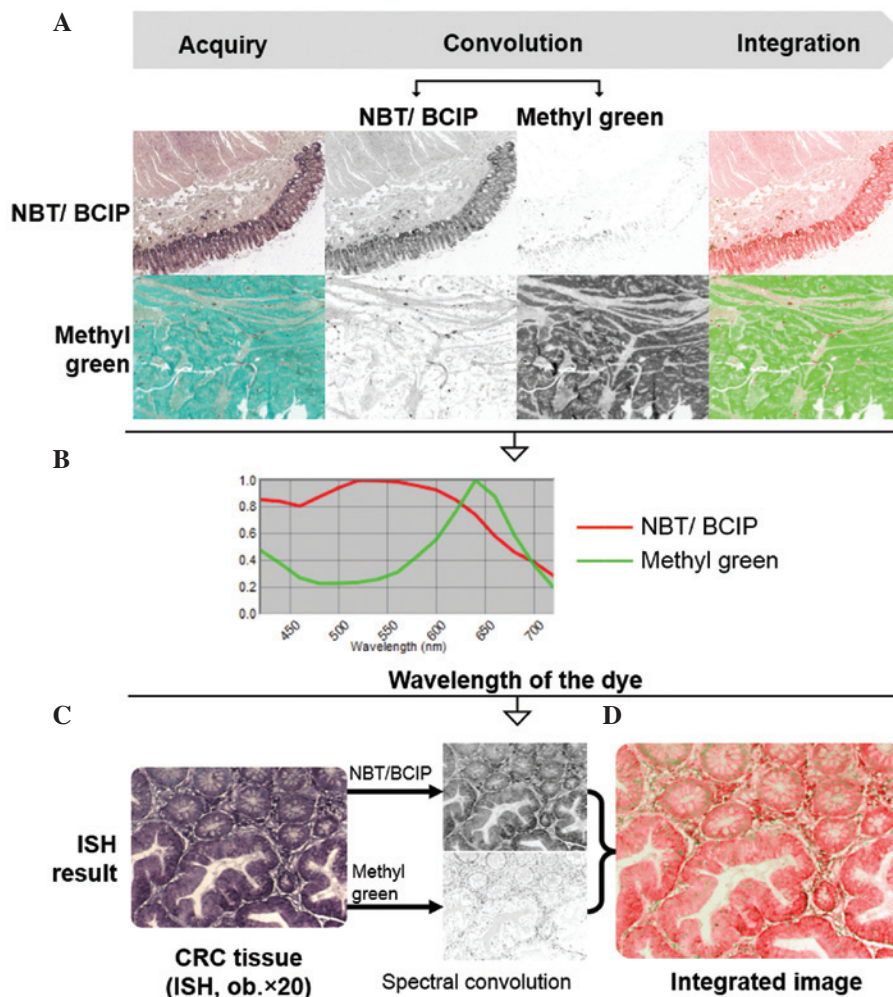 A
Acquiry Convolution Integration
NBT/ BCIP Methyl green
NBT/ BCIP
Methyl
green
B
1.0
0.8
0.6
0.4
0.2
0.0
450 500 550 600 650 700
Wavelength (nm)
NBT/ BCIP
Methyl green
Wavelength of the dye
C
D
NBT/BCIP
Methyl
green
ISH
result
CRC tissue
(ISH, ob.×20)
Spectral convolution
Integrated image